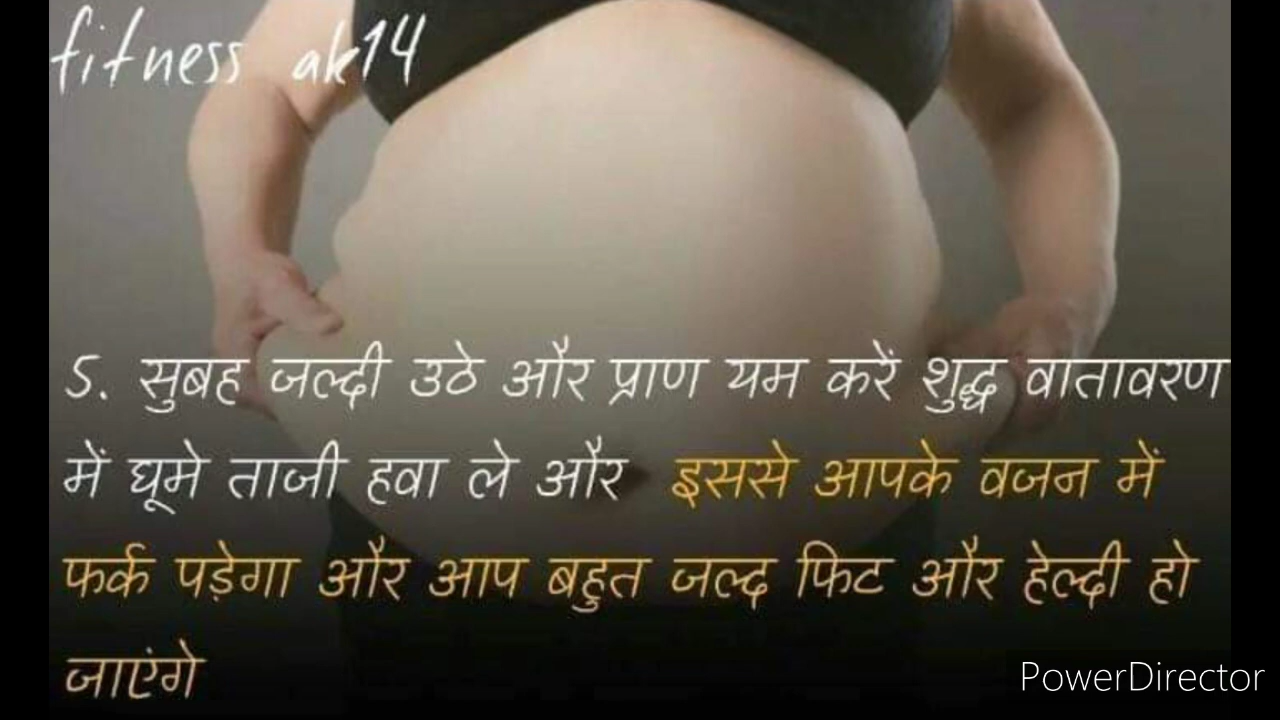 fitness ak14
5. सुबह जल्दी उठे और प्राण यम करें शुद्ध वातावरण
में घूमे ताजी हवा ले और इससे आपके वजन में
फर्क पड़ेगा और आप बहुत जल्द फिट और हेल्दी हो
जाएंगे
PowerDirector